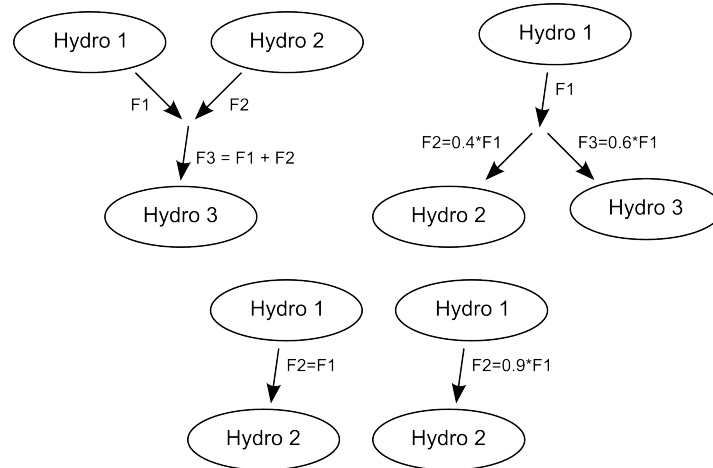 Hydro 1
Hydro 2
F1
F2
F3 = F1 + F2
Hydro 3
Hydro 1
F1
F2=0.4*F1
F3=0.6*F1
Hydro 2
Hydro 3
Hydro 1
F2=F1
Hydro 2
Hydro 1
F2=0.9*F1
Hydro 2